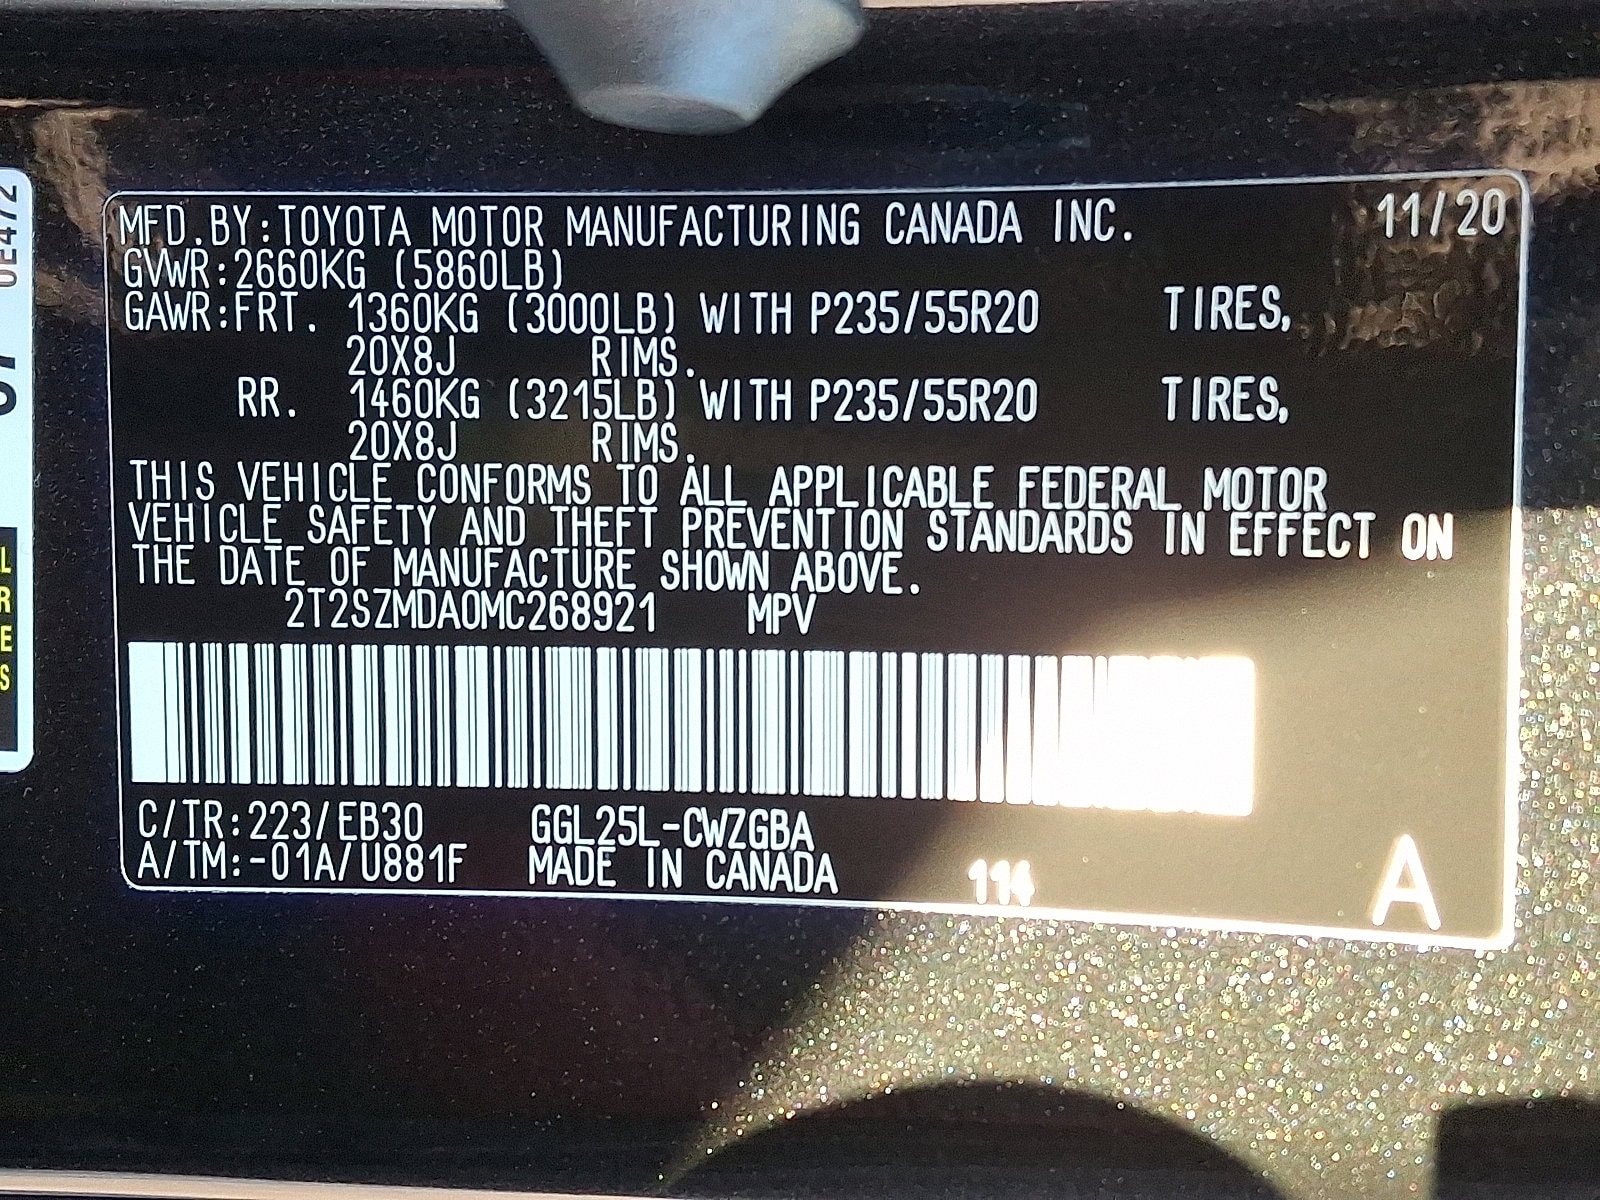 MFD.BY:TOYOTA MOTOR MANUFACTURING CANADA INC. 11/20
GVWR:2660KG (5860LB)
GAWR:FRT. 1360KG (3000LB) WITH P235/55R20 TIRES,
20X8J RIMS.
RR. 1460KG (3215LB) WITH P235/55R20 TIRES,
20X8J RIMS.
THIS VEHICLE CONFORMS TO ALL APPLICABLE FEDERAL MOTOR
VEHICLE SAFETY AND THEFT PREVENTION STANDARDS IN EFFECT ON
THE DATE OF MANUFACTURE SHOWN ABOVE.
2T2SZMDA0MC268921 MPV
C/TR:223/EB30 GGL25L-CWZGBA
A/TM:-01A/U881F MADE IN CANADA 114 A